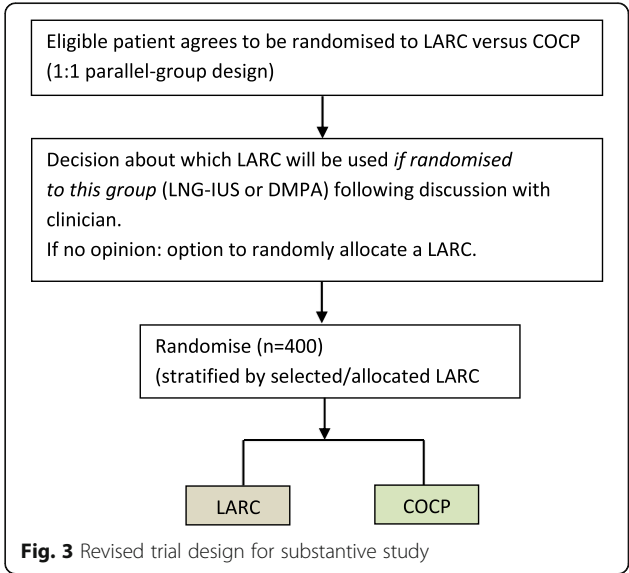 Eligible patient agrees to be randomised to LARC versus COCP
(1:1 parallel-group design)
Decision about which LARC will be used if randomised
to this group (LNG-IUS or DMPA) following discussion with
clinician.
If no opinion: option to randomly allocate a LARC.
Randomise (n=400)
(stratified by selected/allocated LARC
LARC
COCP
Fig. 3 Revised trial design for substantive study